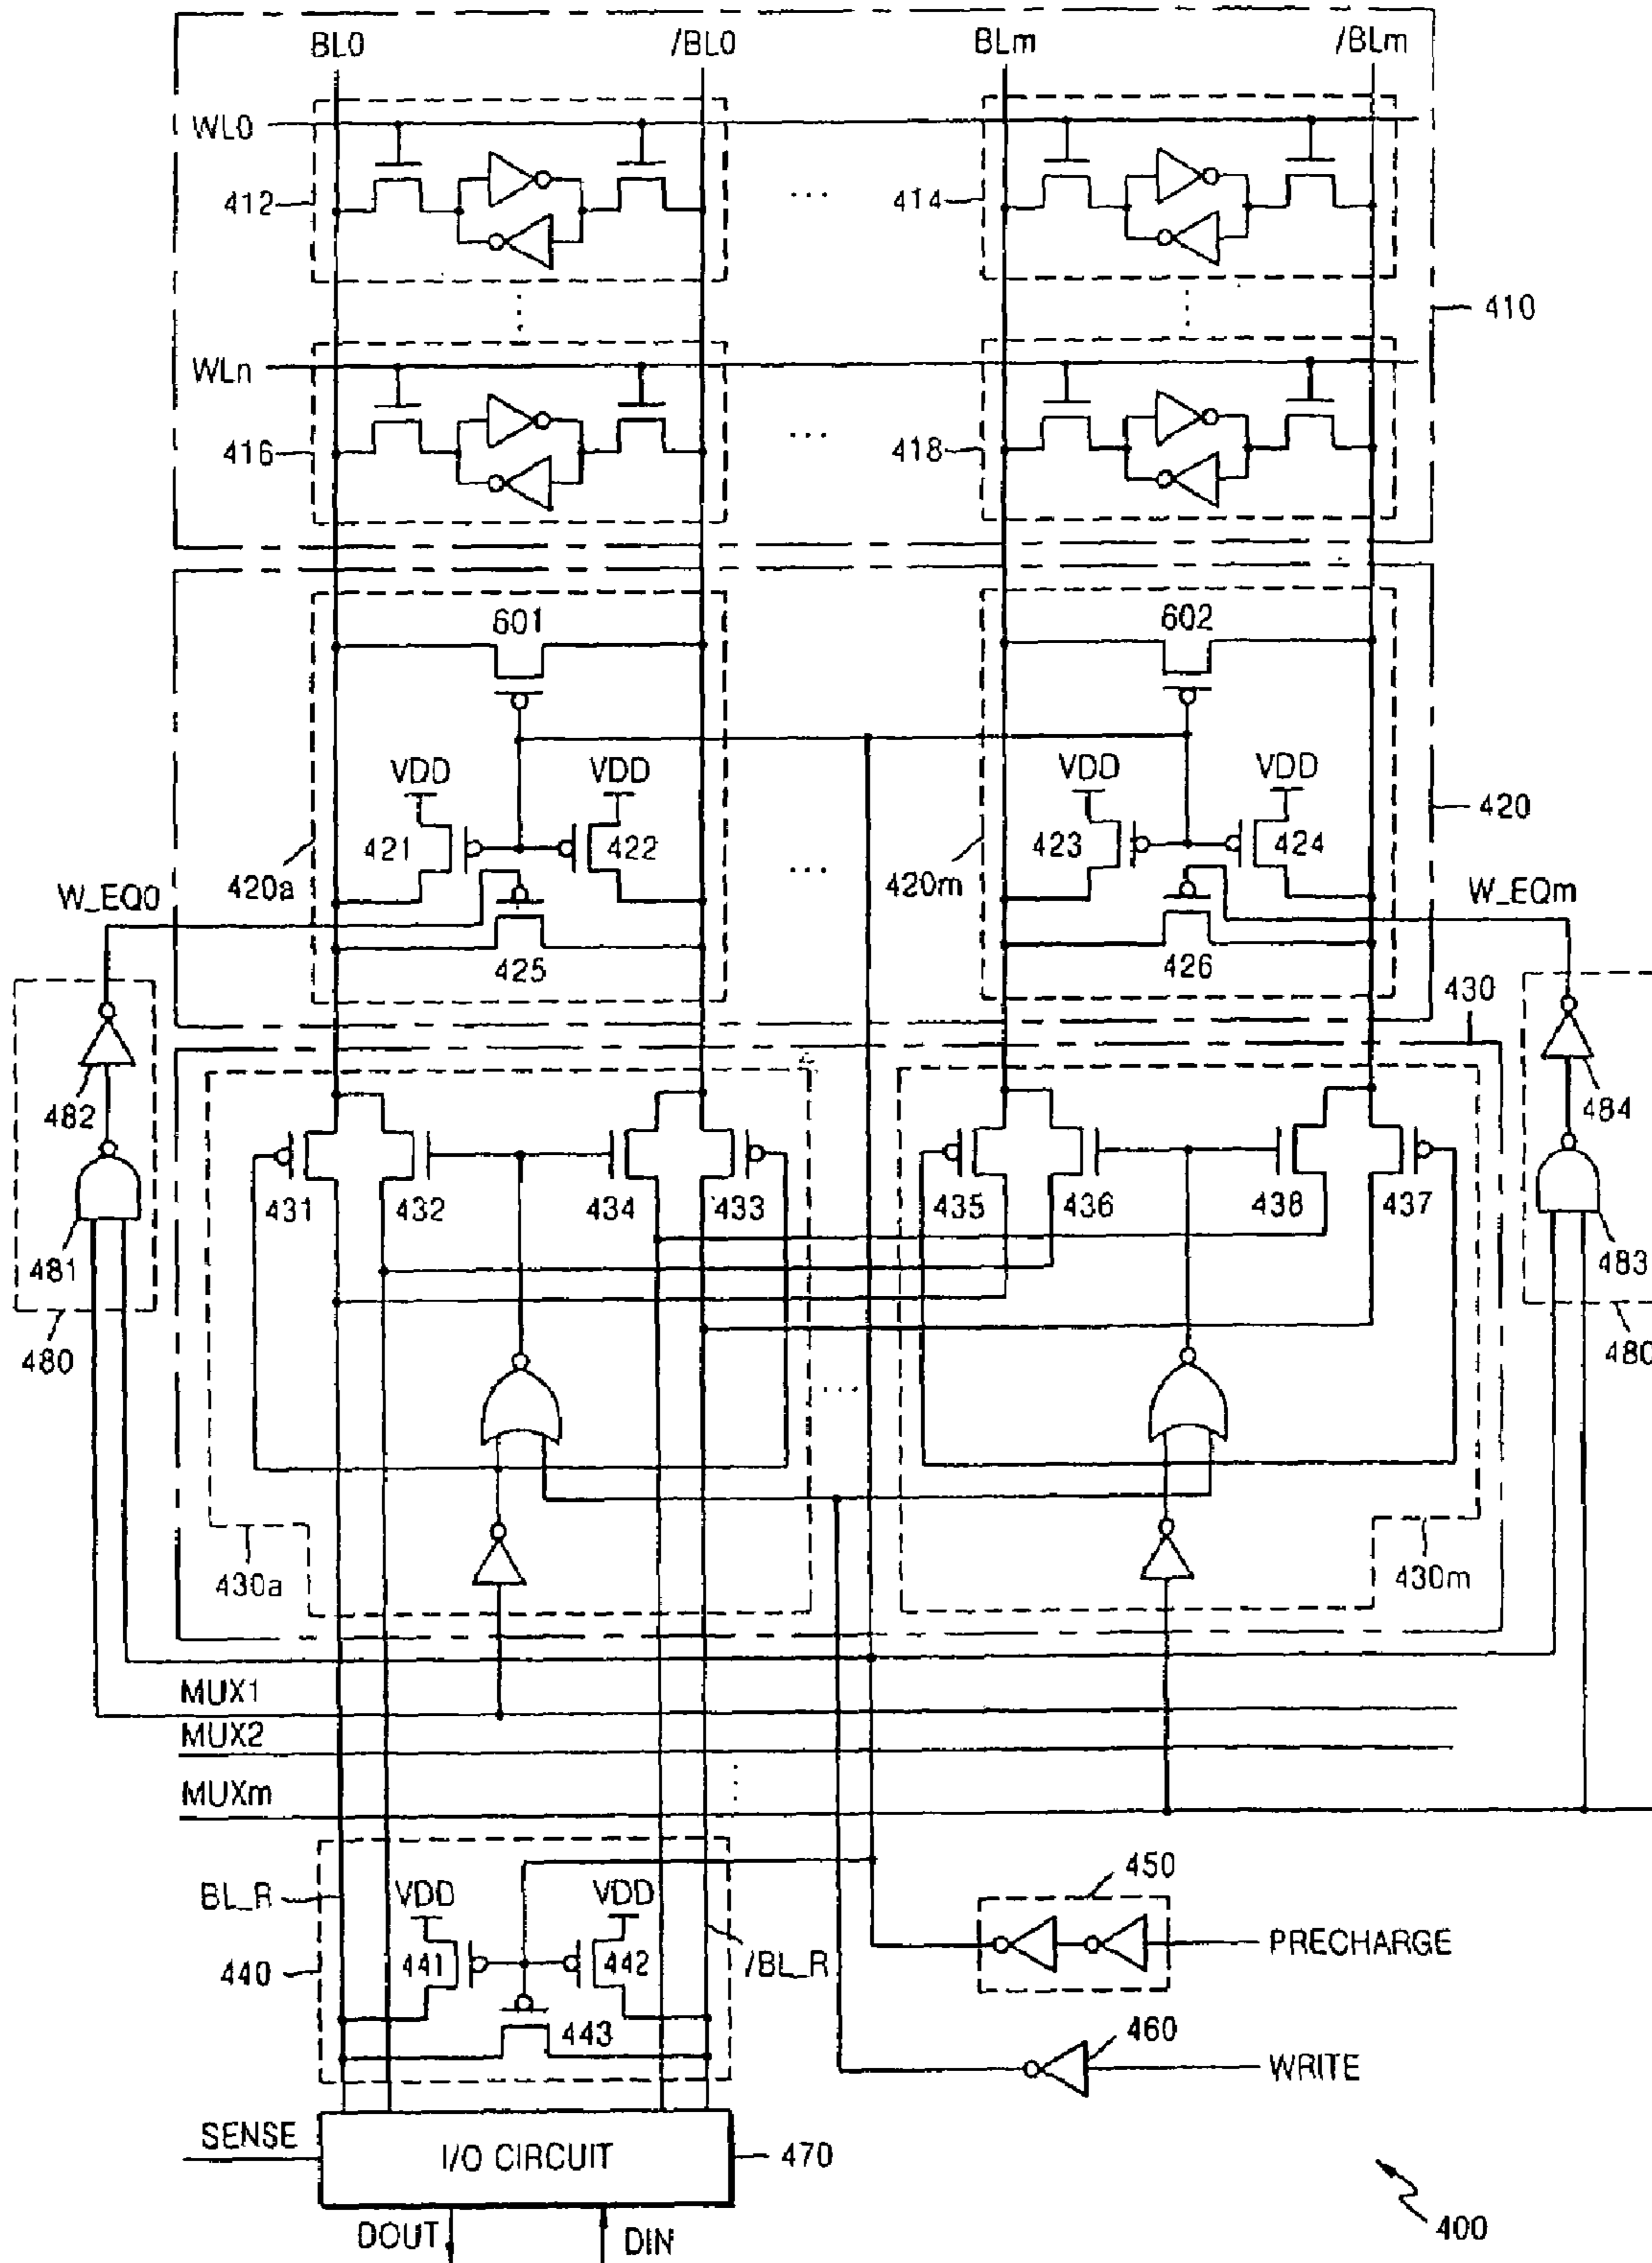 BL0 /BL0 BLm /BLm
WL0
412 ... 414
410
WLn
416 ... 418
601 602
VDD VDD VDD VDD
420
421 422 ... 423 424
420a 420m
W_EQ0 W_EQm
425 426
430
482 484
431 432 434 433 435 436 438 437
481 483
480 480
...
430a 430m
MUX1
MUX2
MUXm
450
BL_R VDD VDD
PRECHARGE
440 441 442 /BL_R
443 460
WRITE
SENSE
I/O CIRCUIT 470
DOUT DIN 400